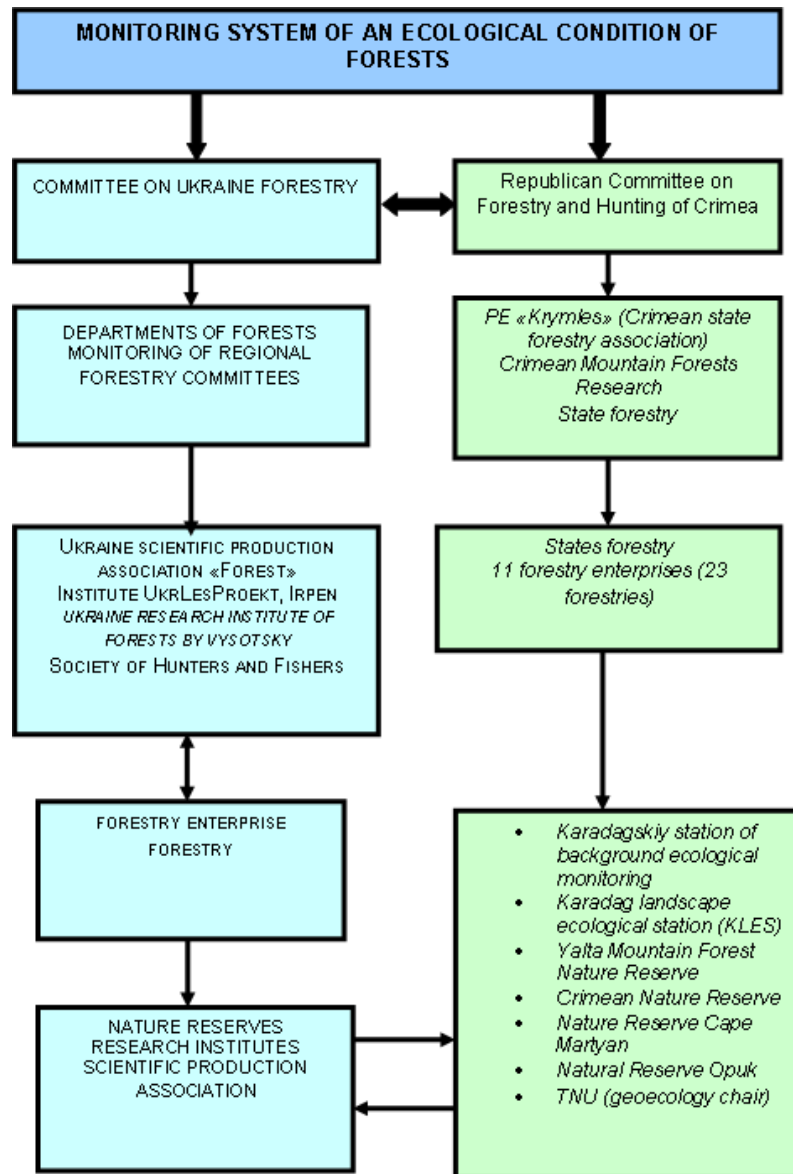 MONITORING SYSTEM OF AN ECOLOGICAL CONDITION OF
FORESTS
COMMITTEE ON UKRAINE FORESTRY
Republican Committee on
Forestry and Hunting of Crimea
DEPARTMENTS OF FORESTS
MONITORING OF REGIONAL
FORESTRY COMMITTEES
PE «Krymles» (Crimean state
forestry association)
Crimean Mountain Forests
Research
State forestry
UKRAINE SCIENTIFIC PRODUCTION
ASSOCIATION «FOREST»
INSTITUTE UKRLESPROEKT, IRPEN
UKRAINE RESEARCH INSTITUTE OF
FORESTS BY VYSOTSKY
SOCIETY OF HUNTERS AND FISHERS
States forestry
11 forestry enterprises (23
forestries)
FORESTRY ENTERPRISE
FORESTRY
NATURE RESERVES
RESEARCH INSTITUTES
SCIENTIFIC PRODUCTION
ASSOCIATION
• Karadagskiy station of
background ecological
monitoring
• Karadag landscape
ecological station (KLES)
• Yalta Mountain Forest
Nature Reserve
• Crimean Nature Reserve
• Nature Reserve Cape
Martyan
• Natural Reserve Opuk
• TNU (geoecology chair)